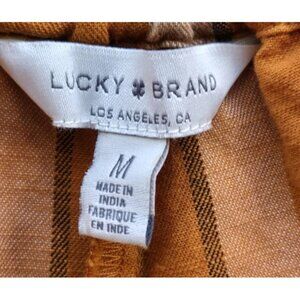 LUCKY BRAND
LOS ANGELES, CA
M
MADE IN
INDIA
FABRIQUE
EN INDE